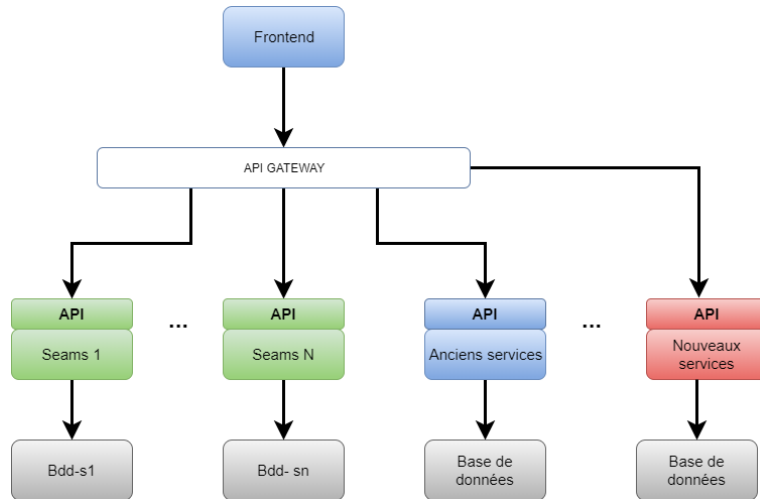 Frontend
API GATEWAY
API
...
API
API
...
API
Seams 1
Seams N
Anciens services
Nouveaux
services
Bdd-s1
Bdd- sn
Base de
données
Base de
données